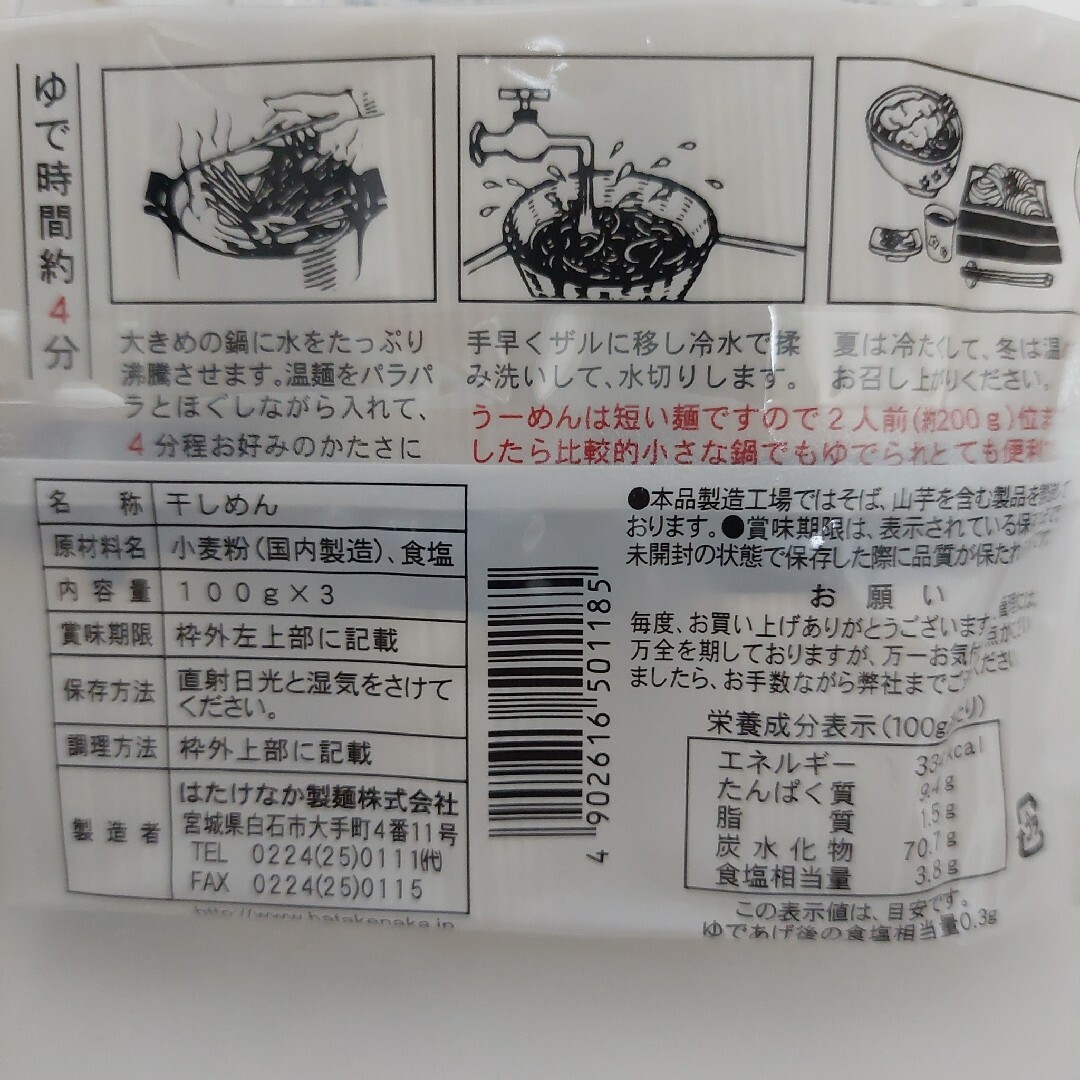 ゆで時間約4分
大きめの鍋に水をたっぷり
沸騰させます。温麺をパラパ
ラとほぐしながら入れて、
4分程お好みのかたさに
手早くザルに移し冷水で揉
み洗いして、水切りします。
夏は冷たくして、冬は温
お召し上がりください。
うーめんは短い麺ですので2人前(約200g)位ま
したら比較的小さな鍋でもゆでられとても便利
名称 干しめん
原材料名 小麦粉(国内製造)、食塩
内容量 100g×3
賞味期限 枠外左上部に記載
保存方法 直射日光と湿気をさけて
ください。
調理方法 枠外上部に記載
製造者 はたけなか製麺株式会社
宮城県白石市大手町4番11号
TEL 0224(25)0111㈹
FAX 0224(25)0115
http://www.hatakenaka.jp
4 902616 501185
●本品製造工場ではそば、山芋を含む製品を
おります。●賞味期限は、表示されている保
未開封の状態で保存した際に品質が保たれ
お願い
毎度、お買い上げありがとうございます。
万全を期しておりますが、万一お気
ましたら、お手数ながら弊社までご
栄養成分表示(100g
エネルギー kcal
たんぱく質 9.4g
脂質 1.5g
炭水化物 70.7g
食塩相当量 3.8g
この表示値は、目安です。
ゆであげ後の食塩相当量0.3g